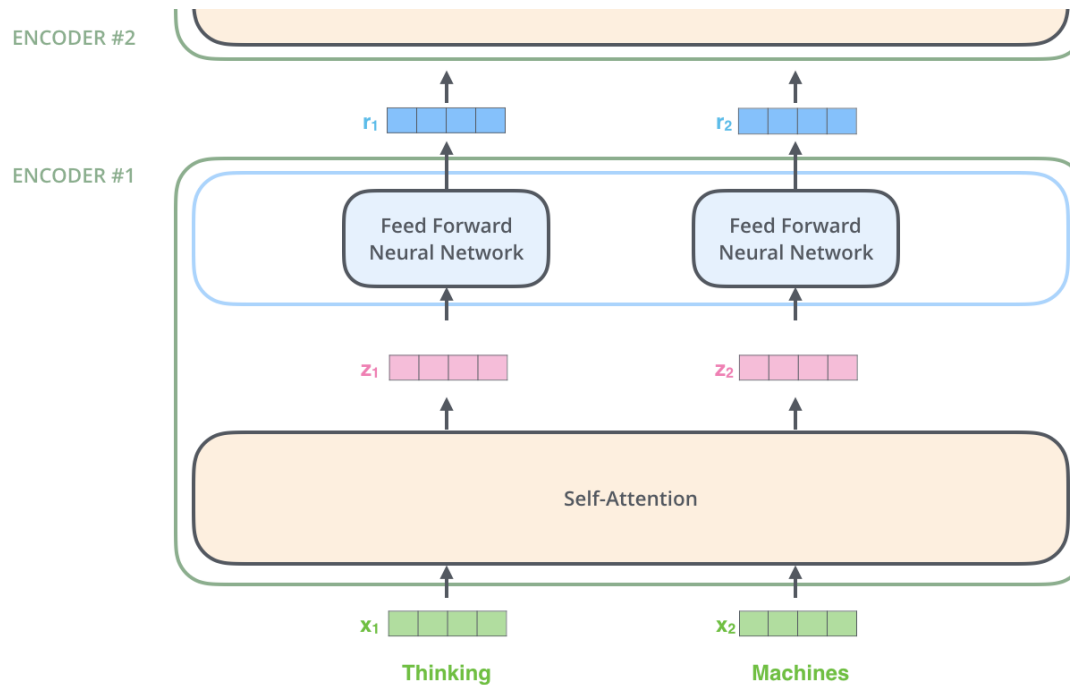 ENCODER #2
r₁
r₂
ENCODER #1
Feed Forward
Neural Network
Feed Forward
Neural Network
z₁
z₂
Self-Attention
x₁
x₂
Thinking
Machines